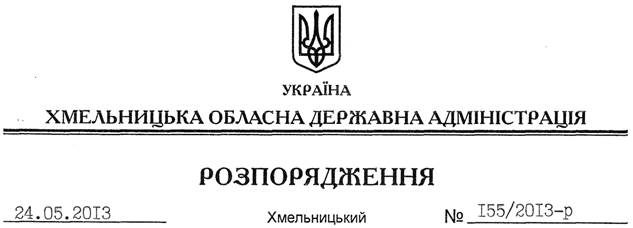 УКРАЇНА
ХМЕЛЬНИЦЬКА ОБЛАСНА ДЕРЖАВНА АДМІНІСТРАЦІЯ
РОЗПОРЯДЖЕННЯ
24.05.2013 Хмельницький № 155/2013-р